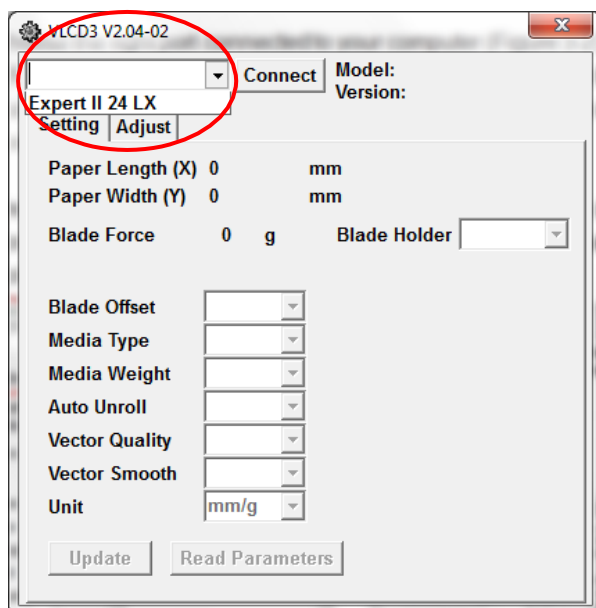 VLCD3 V2.04-02
Connect
Model:
Version:
Expert II 24 LX
Setting Adjust
Paper Length (X) 0 mm
Paper Width (Y) 0 mm
Blade Force 0 g Blade Holder
Blade Offset
Media Type
Media Weight
Auto Unroll
Vector Quality
Vector Smooth
Unit mm/g
Update Read Parameters